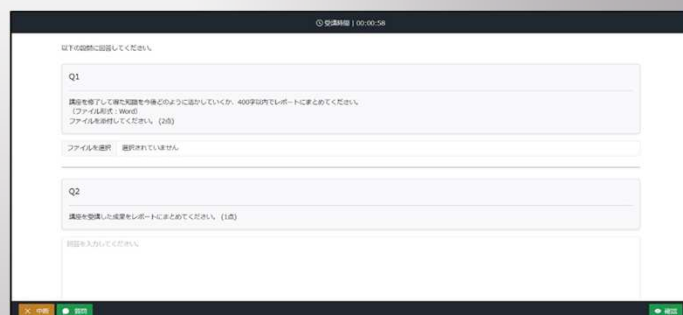 受講時間 | 00:00:58
以下の設問に回答してください。
Q1
講座を修了して得た知識を今後どのように活かしていくか、400字以内でレポートにまとめてください。
（ファイル形式：Word）
ファイルを添付してください。 (2点)
ファイルを選択 選択されていません
Q2
講座を受講した成果をレポートにまとめてください。 (1点)
回答を入力してください。
× 中断 質問 確認